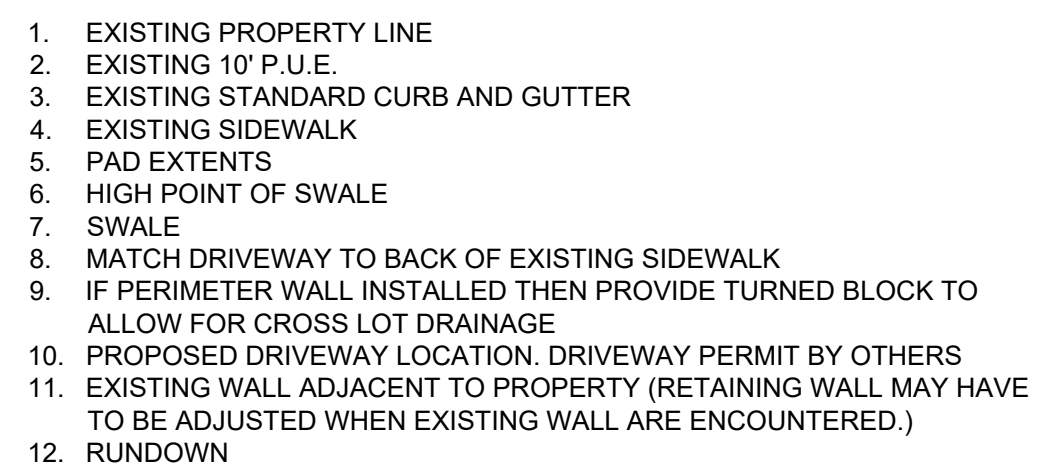 1. EXISTING PROPERTY LINE
2. EXISTING 10' P.U.E.
3. EXISTING STANDARD CURB AND GUTTER
4. EXISTING SIDEWALK
5. PAD EXTENTS
6. HIGH POINT OF SWALE
7. SWALE
8. MATCH DRIVEWAY TO BACK OF EXISTING SIDEWALK
9. IF PERIMETER WALL INSTALLED THEN PROVIDE TURNED BLOCK TO
ALLOW FOR CROSS LOT DRAINAGE
10. PROPOSED DRIVEWAY LOCATION. DRIVEWAY PERMIT BY OTHERS
11. EXISTING WALL ADJACENT TO PROPERTY (RETAINING WALL MAY HAVE
TO BE ADJUSTED WHEN EXISTING WALL ARE ENCOUNTERED.)
12. RUNDOWN